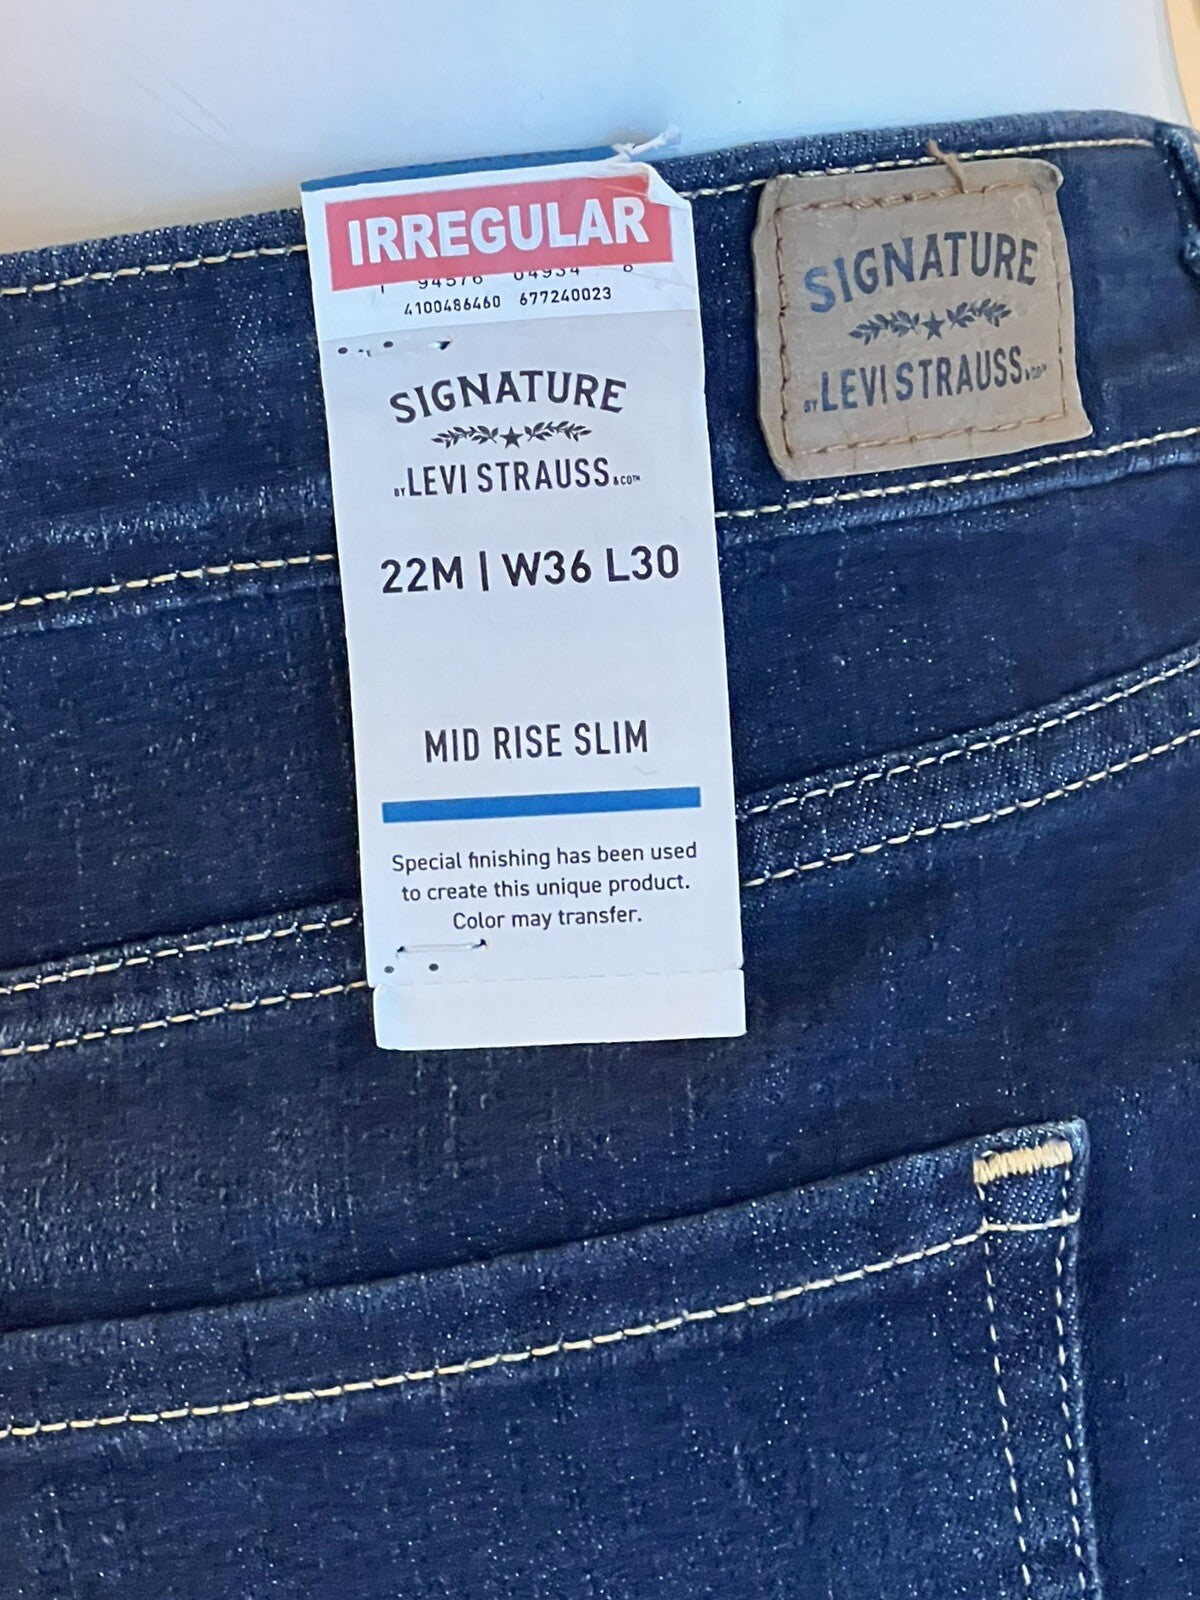 IRREGULAR
4100486460 677240023
SIGNATURE
BY LEVI STRAUSS & CO™
22M | W36 L30
MID RISE SLIM
Special finishing has been used
to create this unique product.
Color may transfer.
SIGNATURE
BY LEVI STRAUSS & CO™